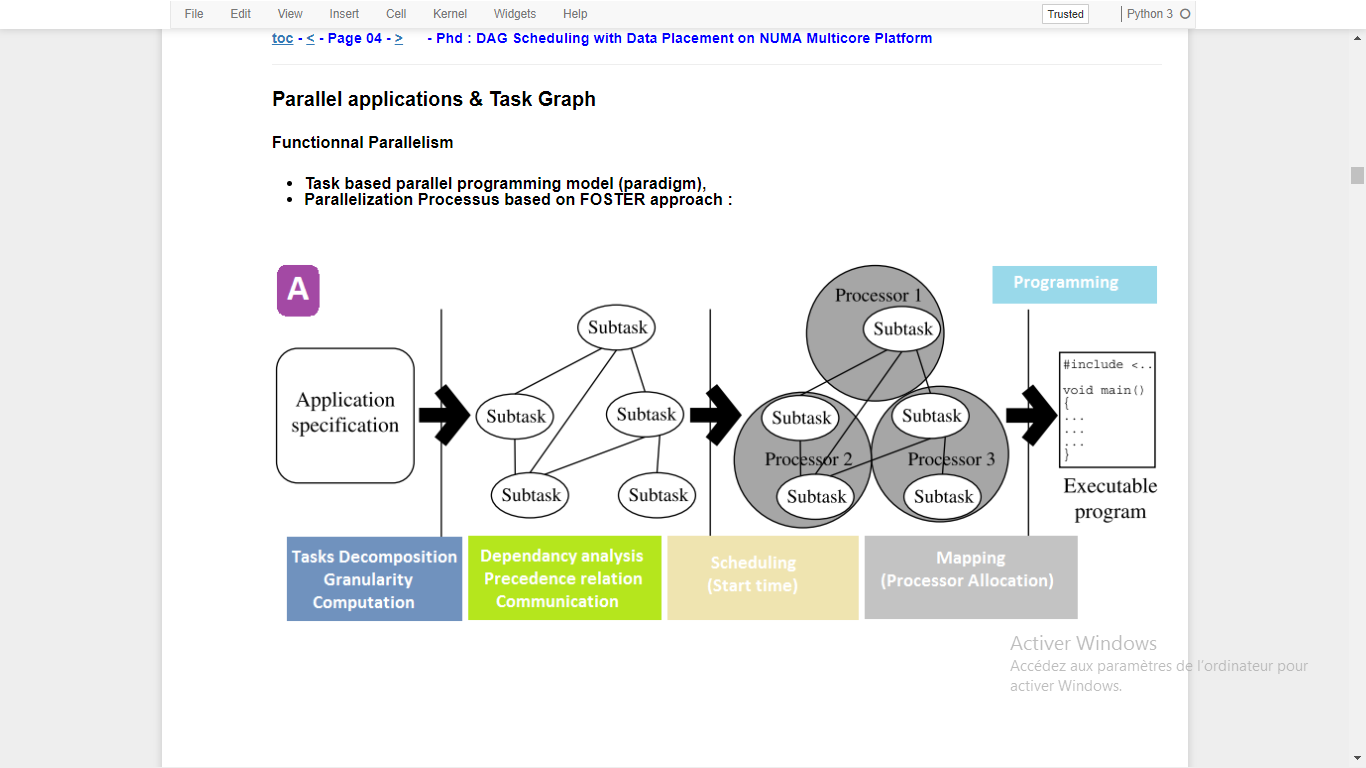 File Edit View Insert Cell Kernel Widgets Help Trusted Python 3
toc - < - Page 04 - > - Phd : DAG Scheduling with Data Placement on NUMA Multicore Platform
Parallel applications & Task Graph
Functionnal Parallelism
Task based parallel programming model (paradigm),
Parallelization Processus based on FOSTER approach :
A
Application
specification
Subtask
Subtask
Subtask
Subtask
Subtask
Processor 1
Subtask
Subtask
Subtask
Processor 2
Processor 3
Subtask
Subtask
Programming
#include <..
void main()
{
...
...
...
}
Executable
program
Tasks Decomposition
Granularity
Computation
Dependancy analysis
Precedence relation
Communication
Scheduling
(Start time)
Mapping
(Processor Allocation)
Activer Windows
Accédez aux paramètres de l'ordinateur pour
activer Windows.